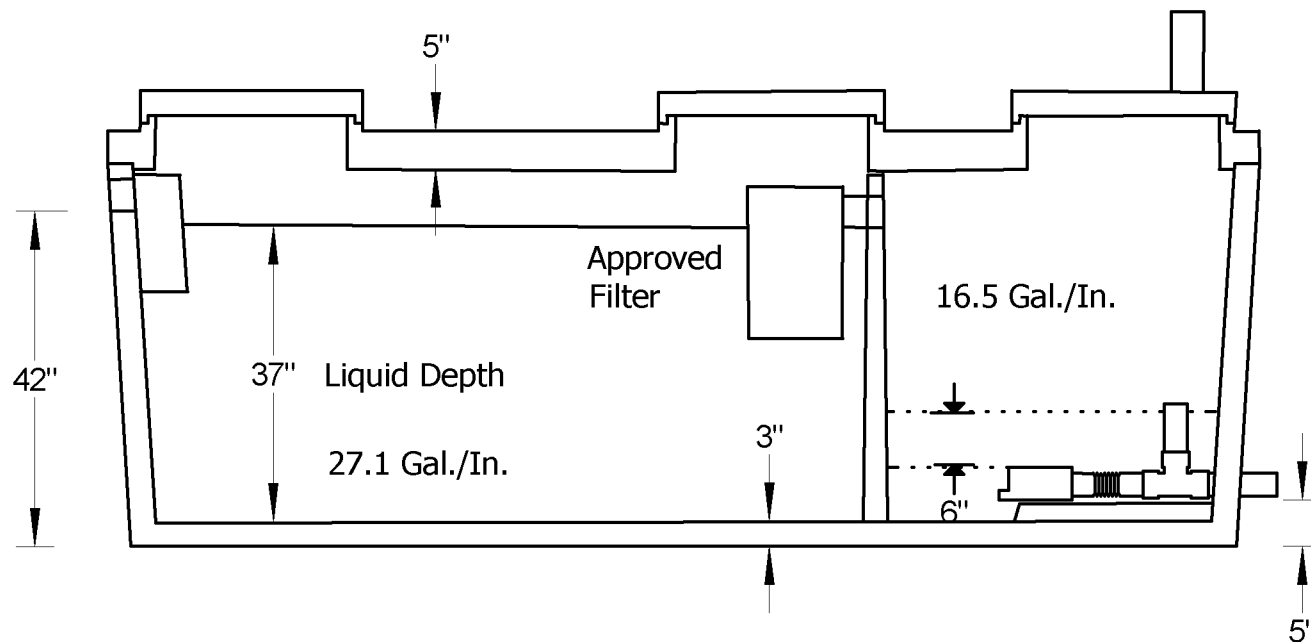 5"
Approved
Filter
16.5 Gal./In.
42"
37"
Liquid Depth
3"
27.1 Gal./In.
6"
5'